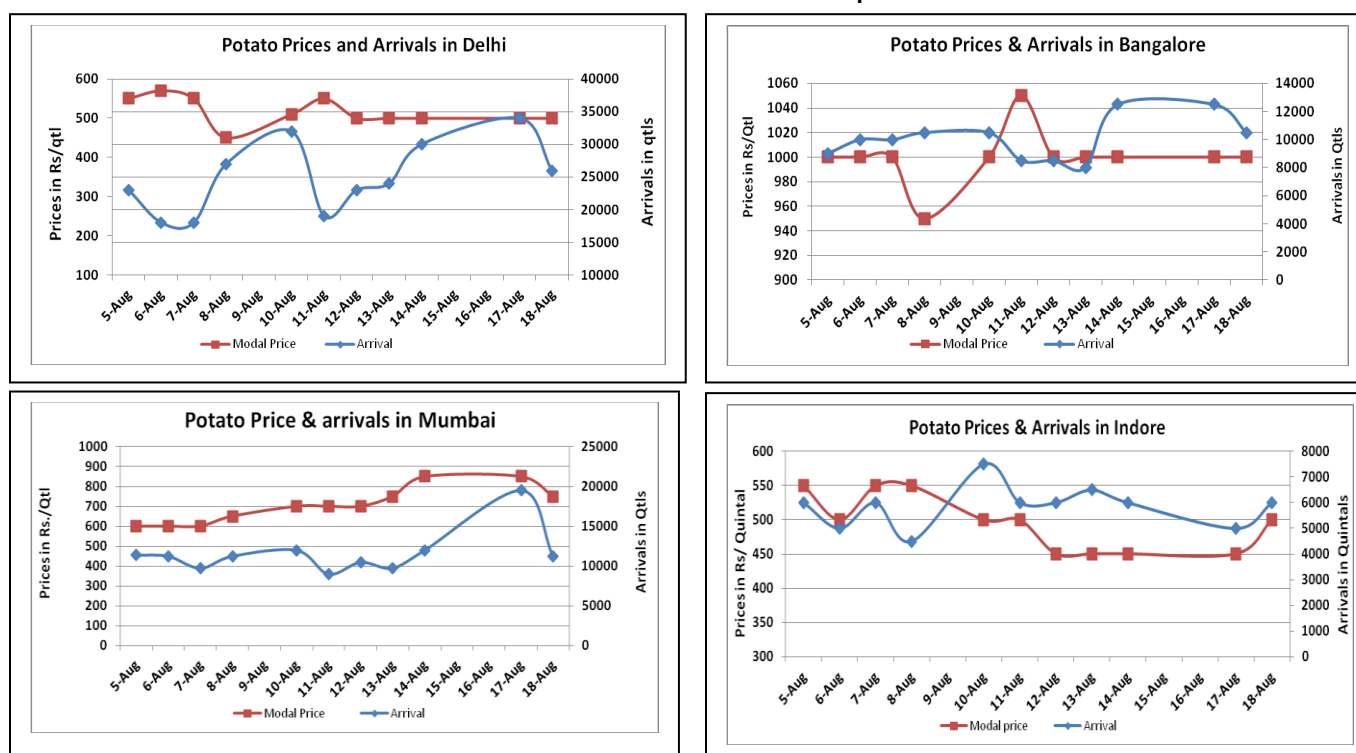 Potato Prices and Arrivals in Delhi
Prices in Rs/qtl
600
500
400
300
200
100
40000
35000
30000
25000
20000
15000
10000
Arrivals in qtls
5-Aug
6-Aug
7-Aug
8-Aug
9-Aug
10-Aug
11-Aug
12-Aug
13-Aug
14-Aug
15-Aug
16-Aug
17-Aug
18-Aug
Modal Price
Arrival
Potato Prices & Arrivals in Bangalore
Prices in Rs/Qtl
1060
1040
1020
1000
980
960
940
920
900
14000
12000
10000
8000
6000
4000
2000
0
Arrivals in Qtls
5-Aug
6-Aug
7-Aug
8-Aug
9-Aug
10-Aug
11-Aug
12-Aug
13-Aug
14-Aug
15-Aug
16-Aug
17-Aug
18-Aug
Modal Price
Arrival
Potato Price & arrivals in Mumbai
Prices in Rs./Qtl
1000
900
800
700
600
500
400
300
200
100
0
25000
20000
15000
10000
5000
0
Arrivals in Qtls
5-Aug
6-Aug
7-Aug
8-Aug
9-Aug
10-Aug
11-Aug
12-Aug
13-Aug
14-Aug
15-Aug
16-Aug
17-Aug
18-Aug
Modal Price
Arrival
Potato Prices & Arrivals in Indore
Prices in Rs/ Quintal
600
550
500
450
400
350
300
8000
7000
6000
5000
4000
3000
2000
1000
0
Arrivals in Quintals
5-Aug
6-Aug
7-Aug
8-Aug
9-Aug
10-Aug
11-Aug
12-Aug
13-Aug
14-Aug
15-Aug
16-Aug
17-Aug
18-Aug
Modal price
Arrival